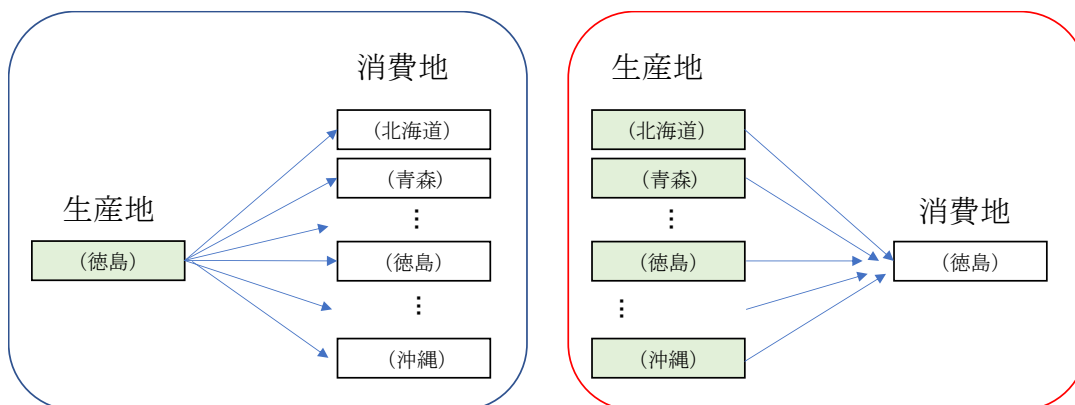 消費地
（北海道）
（青森）
…
生産地
（徳島）
（徳島）
…
（沖縄）
生産地
（北海道）
（青森）
…
消費地
（徳島）
（徳島）
…
（沖縄）